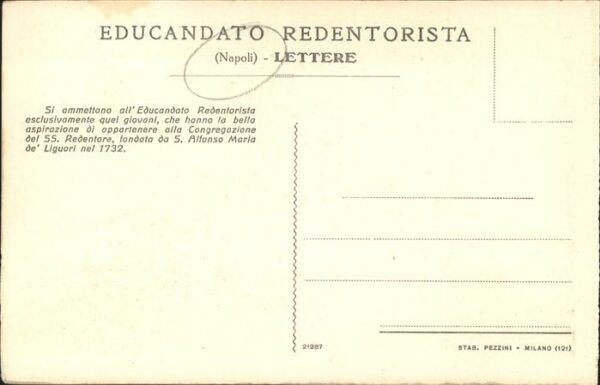 EDUCANDATO REDENTORISTA
(Napoli) - LETTERE
Si ammettono all'Educandato Redentorista
esclusivamente quei giovani, che hanno la bella
aspirazione di appartenere alla Congregazione
del SS. Redentore, fondata da S. Alfonso Maria
de' Liguori nel 1732.
21287
STAB. PEZZINI - MILANO (121)